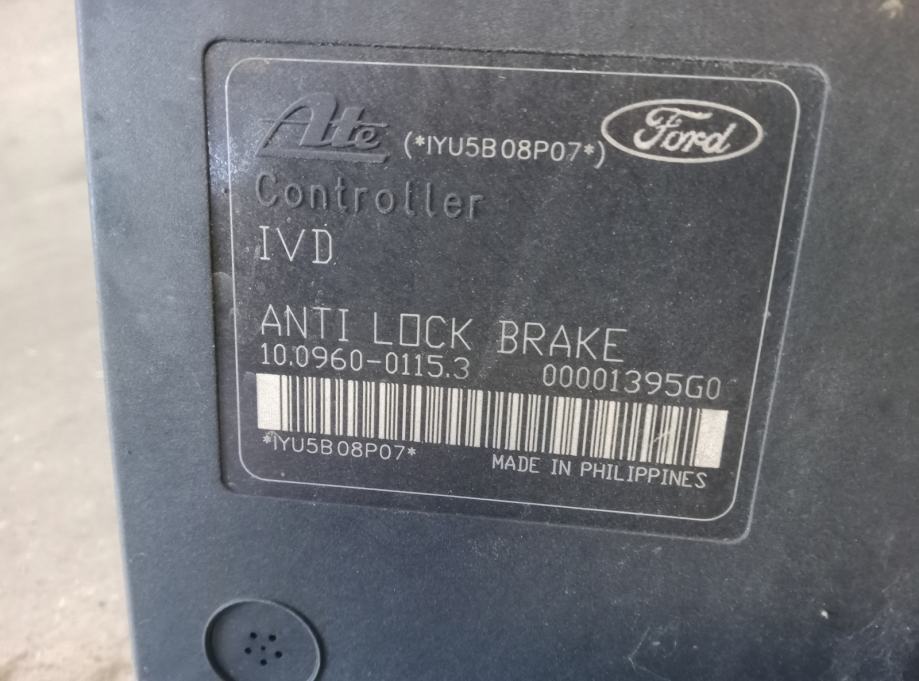 Ate (*IYU5B08P07*) Ford
Controller
IVD
ANTI LOCK BRAKE
10.0960-0115.3 00001395G0
*IYU5B08P07*
MADE IN PHILIPPINES